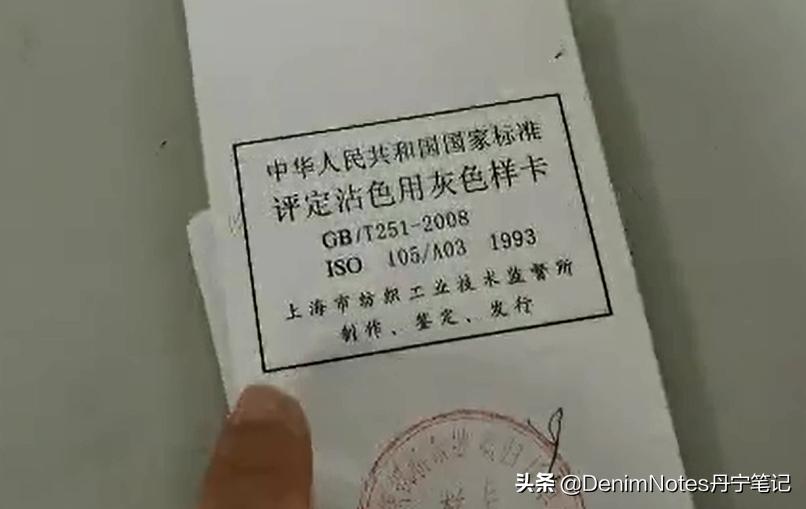 中华人民共和国国家标准
评定沾色用灰色样卡
GB/T251-2008
ISO 105/A03 1993
上海市纺织工业技术监督所
制作、鉴定、发行
样卡
头条 @DenimNotes丹宁笔记